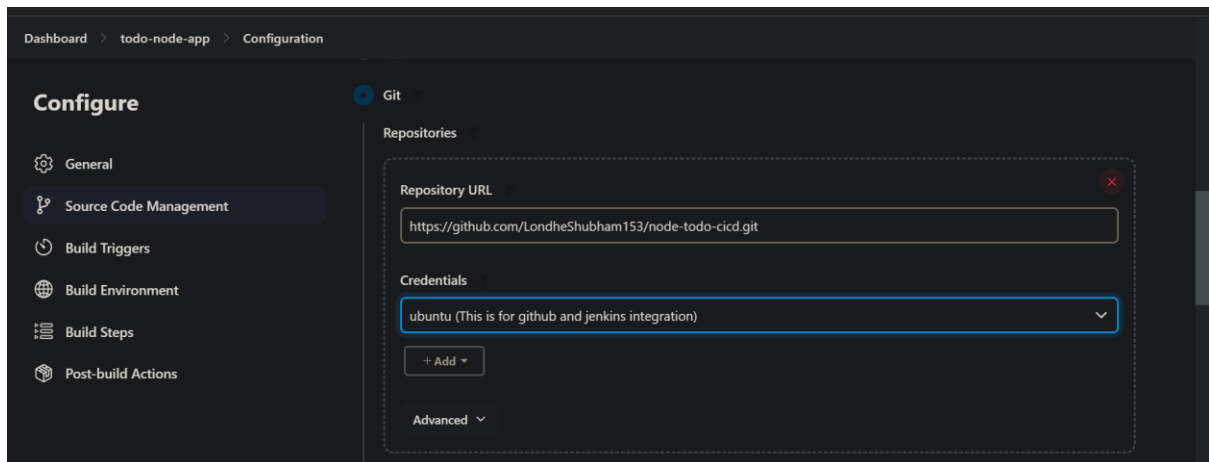 Dashboard > todo-node-app > Configuration
Configure
General
Source Code Management
Build Triggers
Build Environment
Build Steps
Post-build Actions
Git ?
Repositories ?
Repository URL ?
https://github.com/LondheShubham153/node-todo-cicd.git
Credentials ?
ubuntu (This is for github and jenkins integration)
+ Add
Advanced